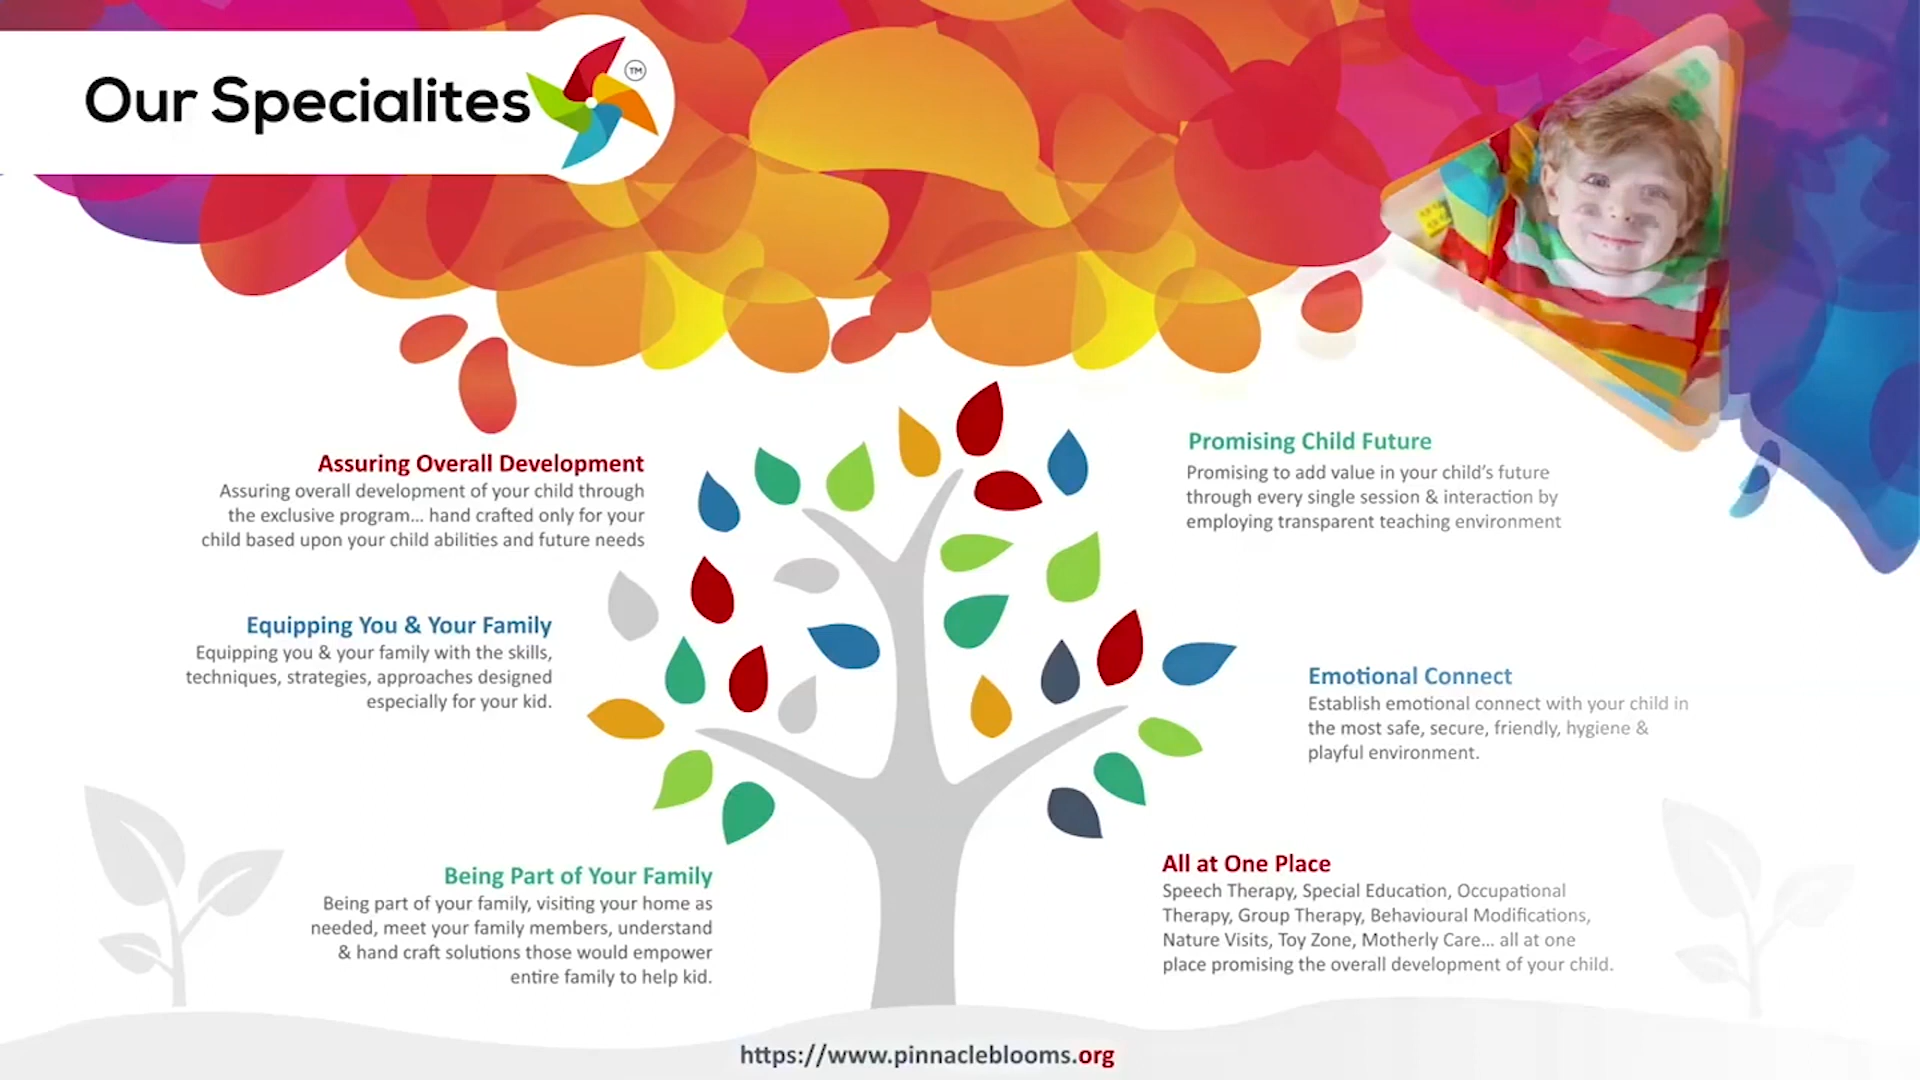 Our Specialites
TM
Assuring Overall Development
Assuring overall development of your child through
the exclusive program... hand crafted only for your
child based upon your child abilities and future needs
Equipping You & Your Family
Equipping you & your family with the skills,
techniques, strategies, approaches designed
especially for your kid.
Being Part of Your Family
Being part of your family, visiting your home as
needed, meet your family members, understand
& hand craft solutions those would empower
entire family to help kid.
Promising Child Future
Promising to add value in your child's future
through every single session & interaction by
employing transparent teaching environment
Emotional Connect
Establish emotional connect with your child in
the most safe, secure, friendly, hygiene &
playful environment.
All at One Place
Speech Therapy, Special Education, Occupational
Therapy, Group Therapy, Behavioural Modifications,
Nature Visits, Toy Zone, Motherly Care... all at one
place promising the overall development of your child.
https://www.pinnacleblooms.org